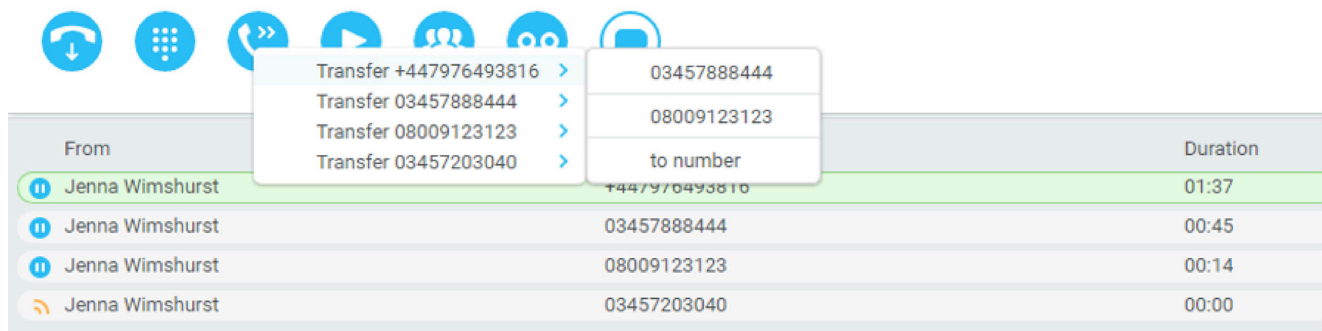 Transfer +447976493816
Transfer 03457888444
Transfer 08009123123
Transfer 03457203040
03457888444
08009123123
to number
From
Duration
Jenna Wimshurst +447976493816 01:37
Jenna Wimshurst 03457888444 00:45
Jenna Wimshurst 08009123123 00:14
Jenna Wimshurst 03457203040 00:00